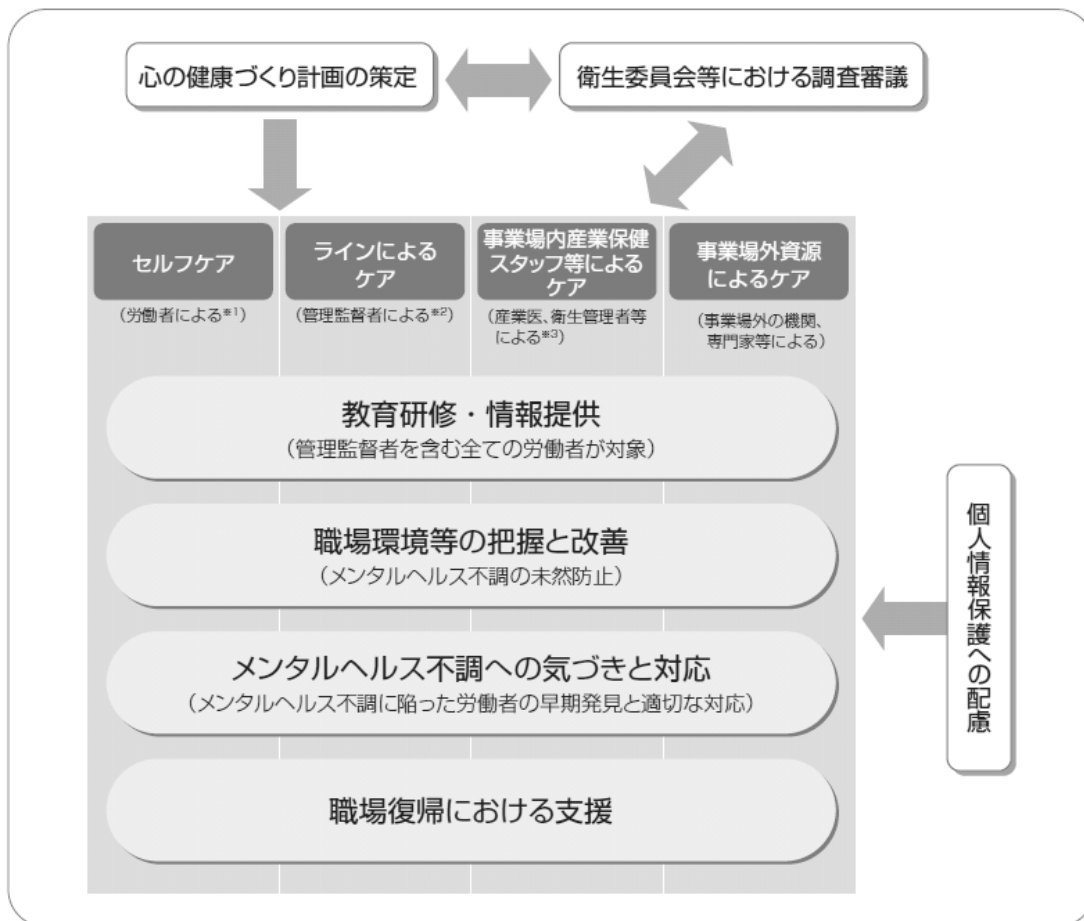 心の健康づくり計画の策定
衛生委員会等における調査審議
セルフケア
(労働者による※1)
ラインによる
ケア
(管理監督者による※2)
事業場内産業保健
スタッフ等による
ケア
(産業医、衛生管理者等
による※3)
事業場外資源
によるケア
(事業場外の機関、
専門家等による)
教育研修・情報提供
(管理監督者を含む全ての労働者が対象)
職場環境等の把握と改善
(メンタルヘルス不調の未然防止)
メンタルヘルス不調への気づきと対応
(メンタルヘルス不調に陥った労働者の早期発見と適切な対応)
職場復帰における支援
個人情報保護への配慮